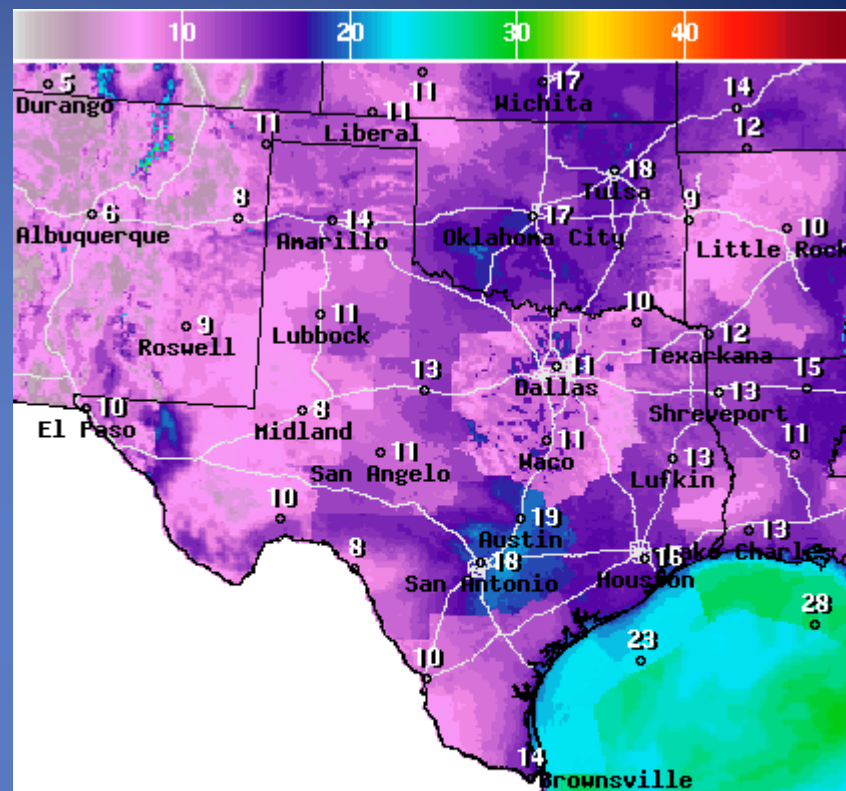 10 20 30 40
5 11 17 14
Durango Wichita
11 11 12
Liberal
18
Tulsa
6 8 14 17 9 10
Albuquerque Amarillo Oklahoma City Little Rock
9 11 10 12
Roswell Lubbock Texarkana
11
Dallas
10 8 13 13 15
El Paso Midland Shreveport
11 11 13 11
San Angelo Waco Lufkin
10 19 13
Austin Lake Charles
8 18 16
San Antonio Houston
28
23
10
14
Brownsville